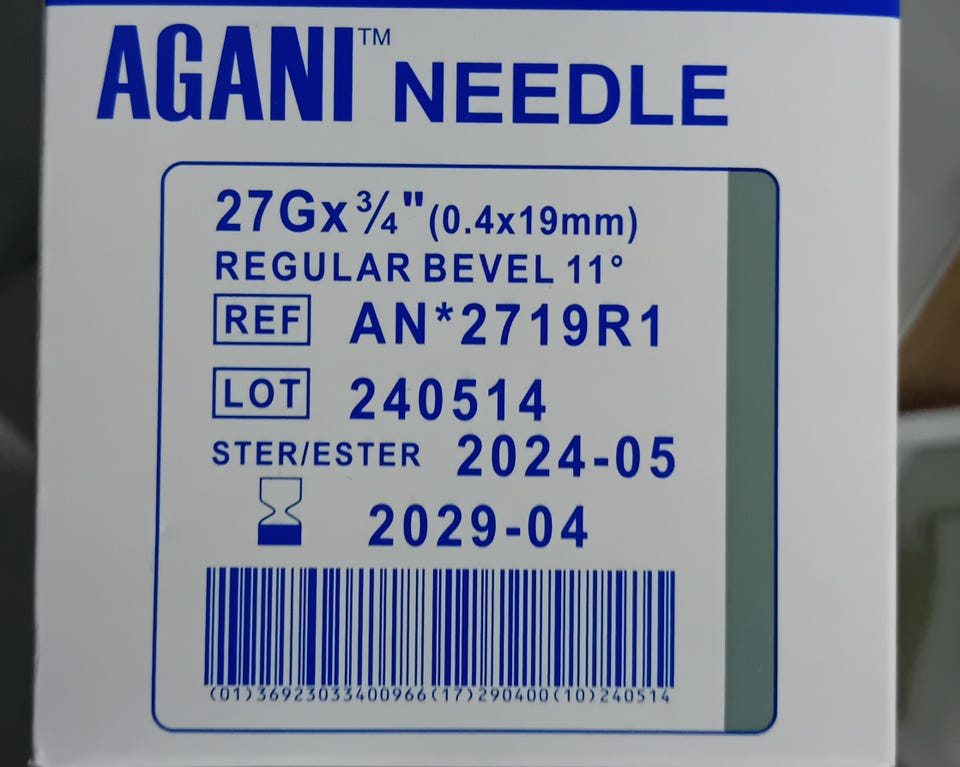 AGANI™ NEEDLE
27Gx¾"(0.4x19mm)
REGULAR BEVEL 11°
REF AN*2719R1
LOT 240514
STER/ESTER 2024-05
2029-04
(01)36923033400966(17)290400(10)240514